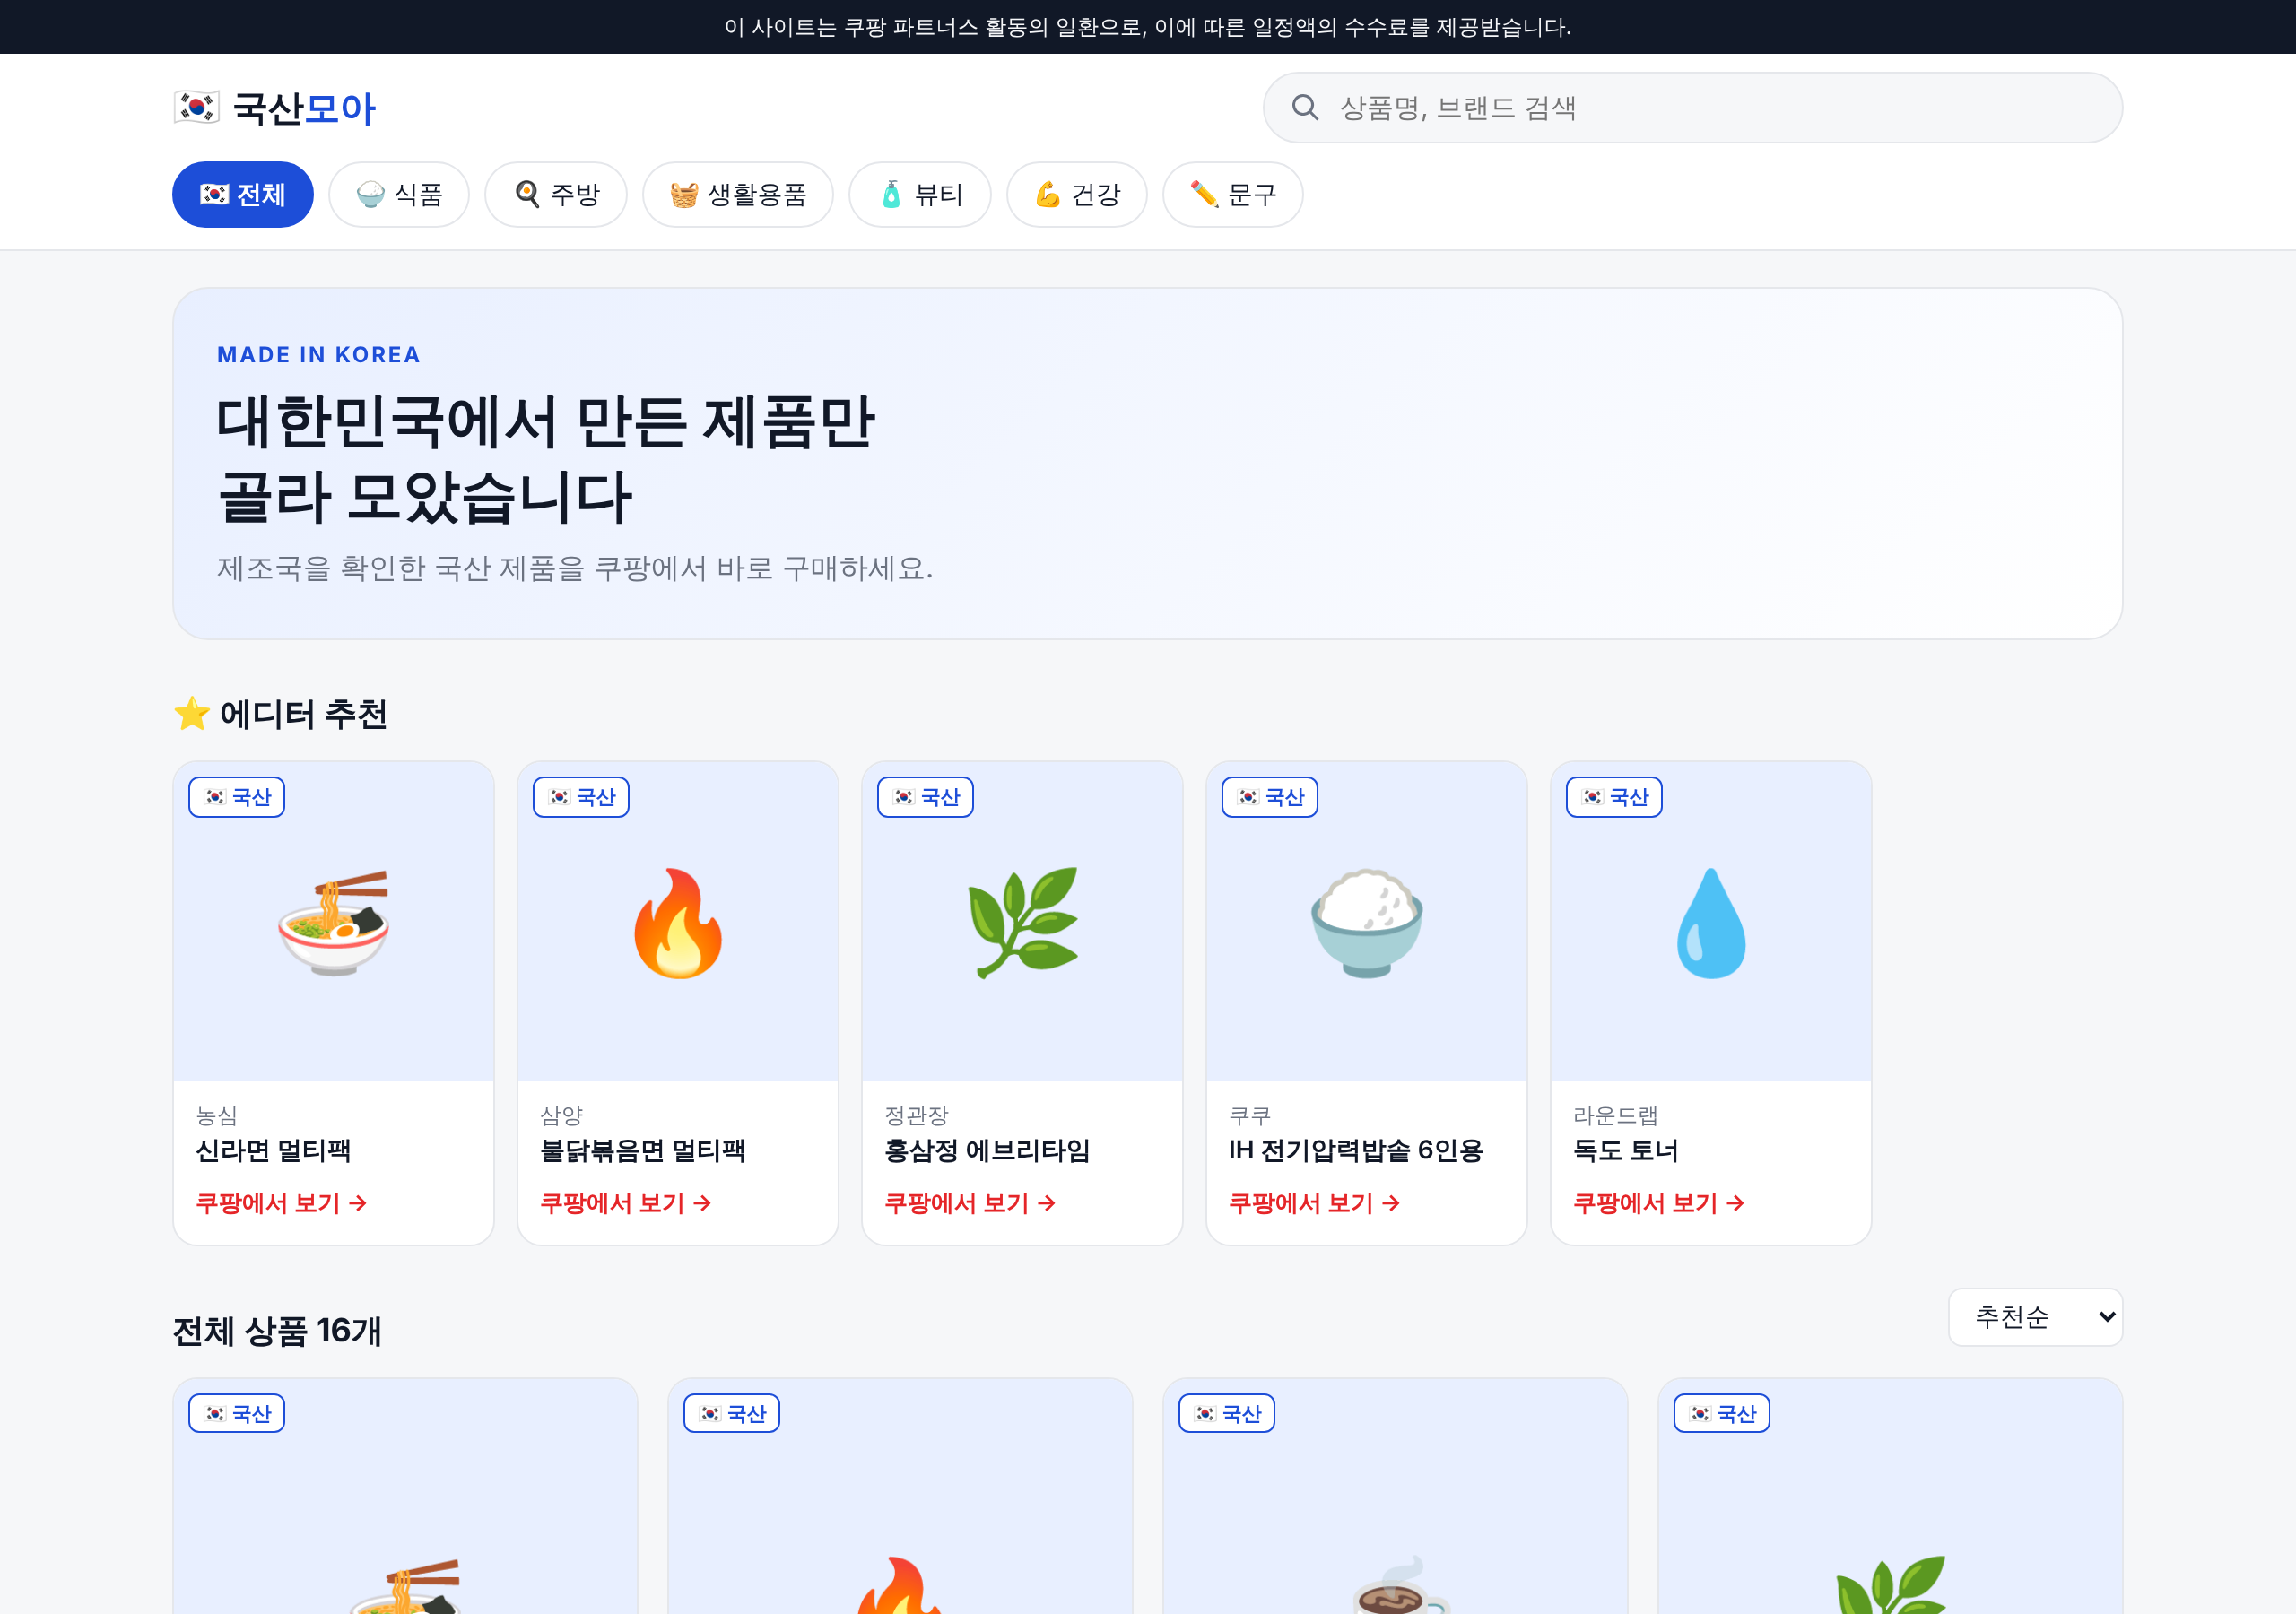 이 사이트는 쿠팡 파트너스 활동의 일환으로, 이에 따른 일정액의 수수료를 제공받습니다.
국산모아
상품명, 브랜드 검색
전체
식품
주방
생활용품
뷰티
건강
문구
MADE IN KOREA
대한민국에서 만든 제품만
골라 모았습니다
제조국을 확인한 국산 제품을 쿠팡에서 바로 구매하세요.
에디터 추천
국산
농심
신라면 멀티팩
쿠팡에서 보기 →
국산
삼양
불닭볶음면 멀티팩
쿠팡에서 보기 →
국산
정관장
홍삼정 에브리타임
쿠팡에서 보기 →
국산
쿠쿠
IH 전기압력밥솥 6인용
쿠팡에서 보기 →
국산
라운드랩
독도 토너
쿠팡에서 보기 →
전체 상품 16개
추천순
국산
국산
국산
국산